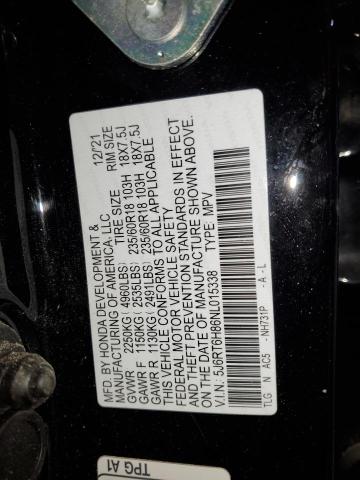 MFD. BY HONDA DEVELOPMENT &
MANUFACTURING OF AMERICA, LLC 12/21
TIRE SIZE RIM SIZE
GVWR 2250KG( 4960LBS)
GAWR F 1150KG( 2535LBS) 235/60R18 103H 18X7.5J
GAWR R 1130KG( 2491LBS) 235/60R18 103H 18X7.5J
THIS VEHICLE CONFORMS TO ALL APPLICABLE
FEDERAL MOTOR VEHICLE SAFETY
AND THEFT PREVENTION STANDARDS IN EFFECT
ON THE DATE OF MANUFACTURE SHOWN ABOVE.
V.I.N.: 5J6RT6H86NL015338 TYPE: MPV
TLG N AC5 -NH731P -A -L
TPG A1